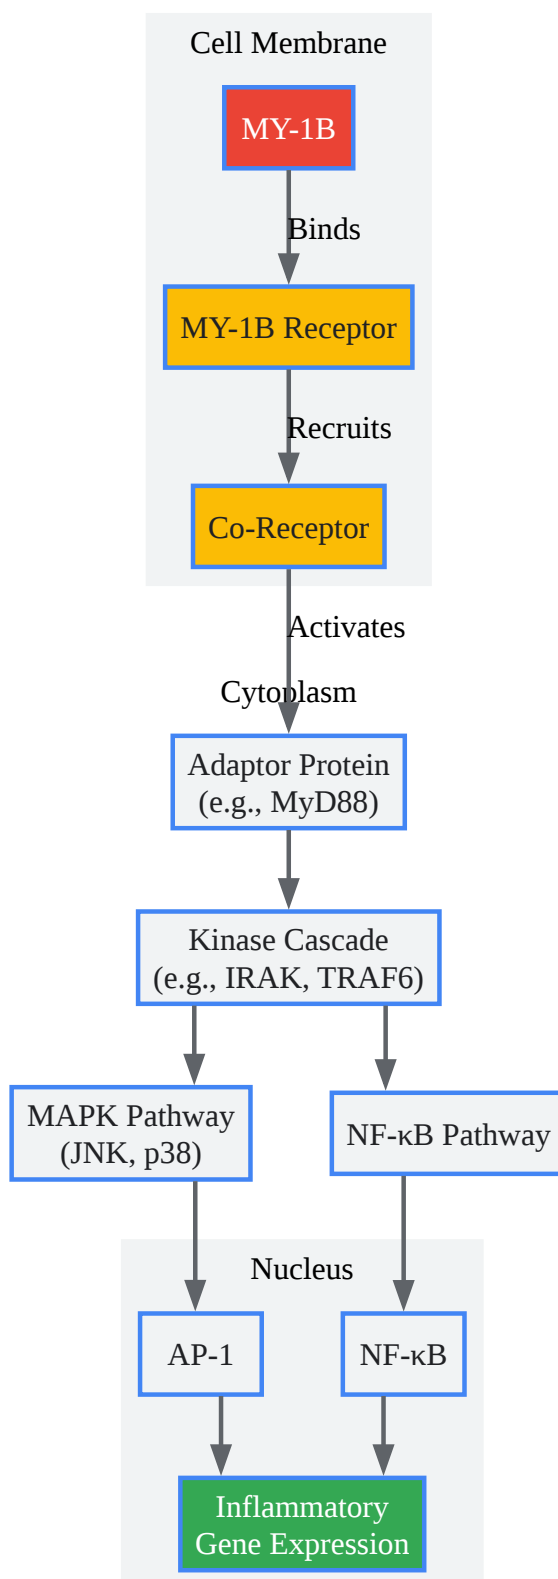 Cell Membrane
MY-1B
Binds
MY-1B Receptor
Recruits
Co-Receptor
Activates
Cytoplasm
Adaptor Protein
(e.g., MyD88)
Kinase Cascade
(e.g., IRAK, TRAF6)
MAPK Pathway
(JNK, p38)
NF-κB Pathway
Nucleus
AP-1
NF-κB
Inflammatory
Gene Expression